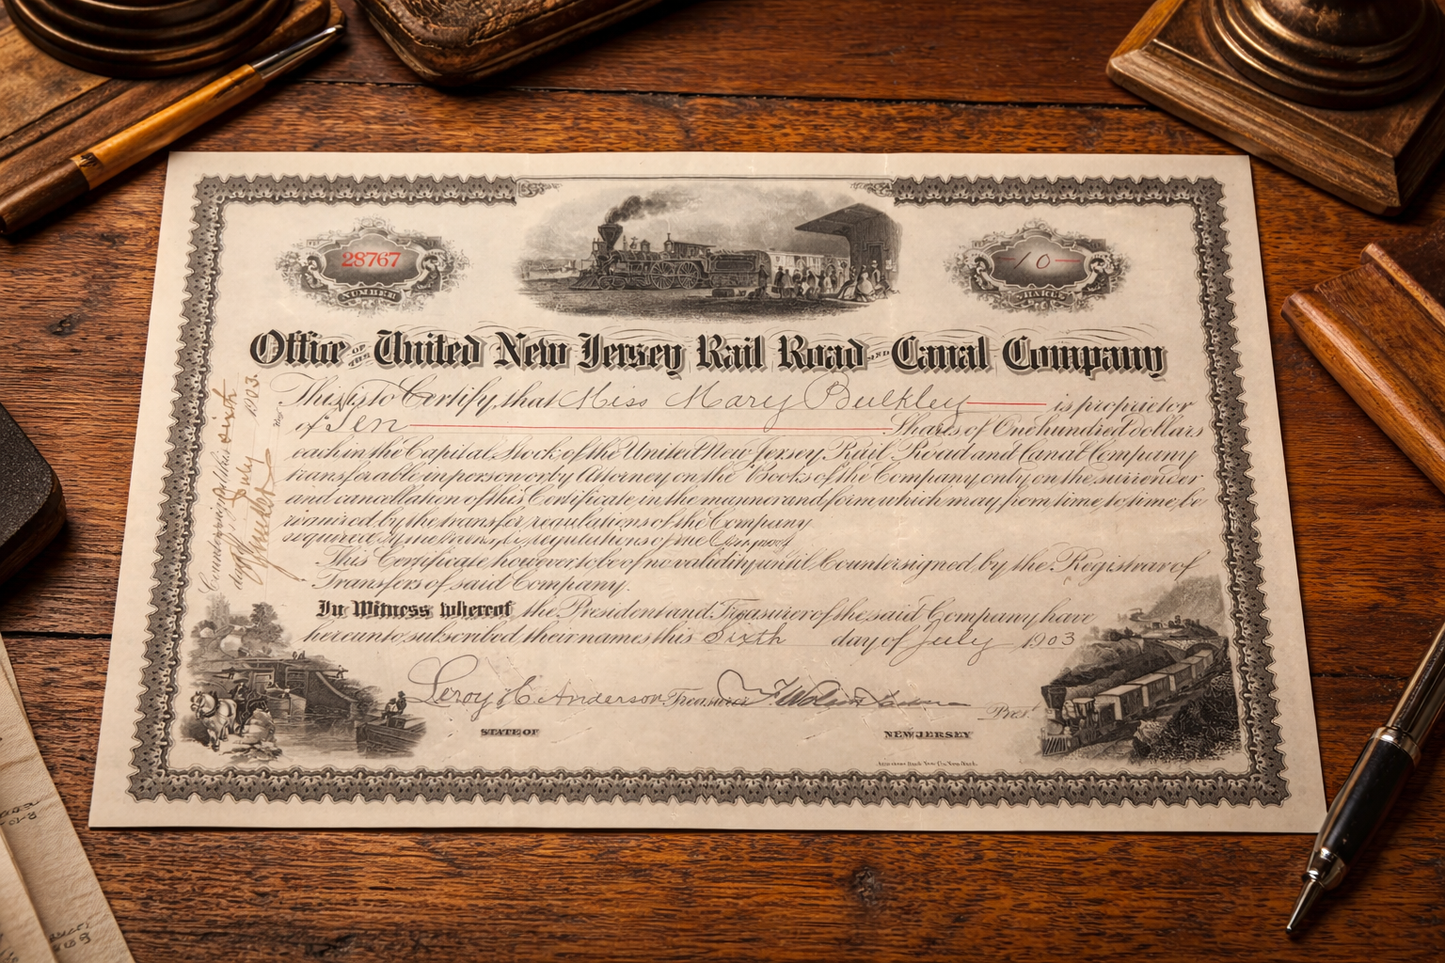 28767
NUMBER
10
SHARES
Office OF THE United New Jersey Rail Road AND Canal Company
This is to Certify, that Miss Mary Bulkley is proprietor
of Ten Shares of One hundred dollars
each in the Capital Stock of the United New Jersey Rail Road and Canal Company
transferable in person or by Attorney on the Books of the Company only on the surrender
and cancellation of this Certificate in the manner and form which may from time to time be
required by the transfer regulations of the Company
This Certificate however to be of no validity until Countersigned by the Registrar of
Transfers of said Company.
In Witness whereof the President and Treasurer of the said Company have
hereunto subscribed their names this Sixth day of July 1903
Leroy H. Anderson Treasurer Pres't
STATE OF NEW JERSEY
Countersigned this sixth
day of July 1903